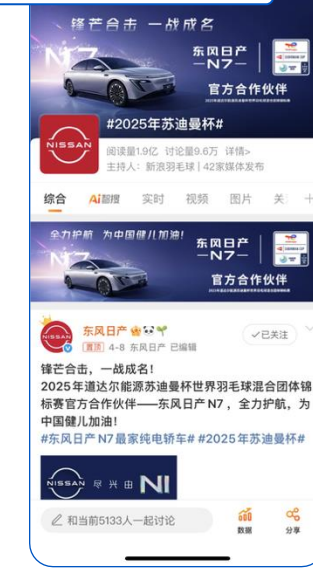 锋芒合击 一战成名
N7
东风日产
—N7—
官方合作伙伴
NISSAN
#2025年苏迪曼杯#
阅读量1.9亿 讨论量9.6万 详情>
主持人：新浪羽毛球 | 42家媒体发布
综合 Ai智搜 实时 视频 图片 关 +
全力护航 为中国健儿加油!
N7
东风日产
—N7—
官方合作伙伴
NISSAN
东风日产
置顶 4-8 东风日产 已编辑
✓已关注
锋芒合击，一战成名!
2025年道达尔能源苏迪曼杯世界羽毛球混合团体锦
标赛官方合作伙伴——东风日产N7，全力护航，为
中国健儿加油!
#东风日产N7最家纯电轿车# #2025年苏迪曼杯#
NISSAN 尽兴由NI
和当前5133人一起讨论
数据
分享